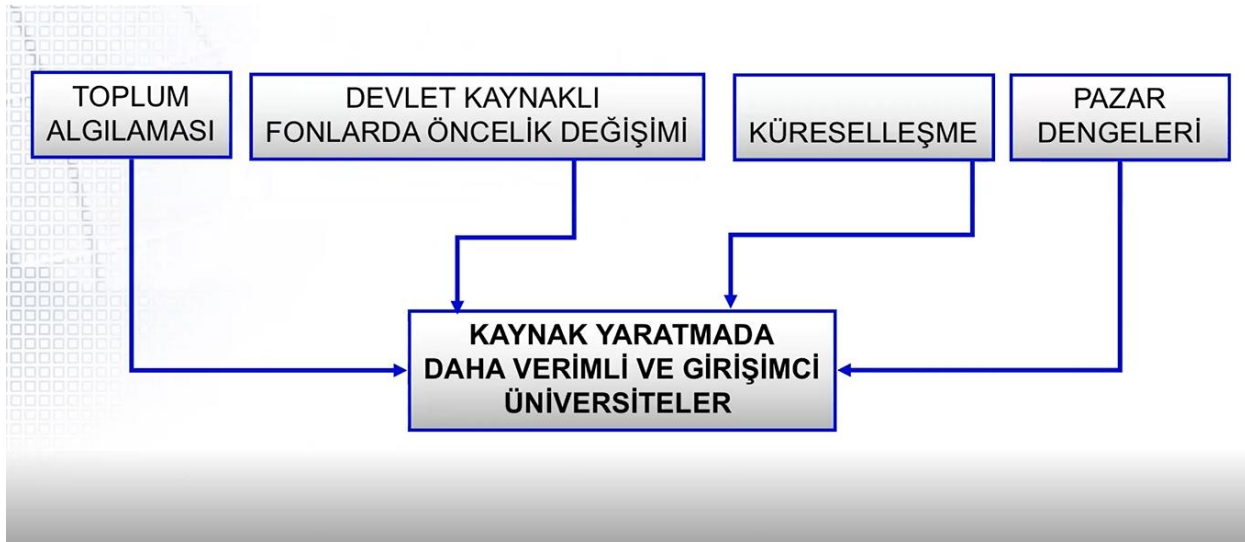 TOPLUM
ALGILAMASI
DEVLET KAYNAKLI
FONLARDA ÖNCELİK DEĞİŞİMİ
KÜRESELLEŞME
PAZAR
DENGELERİ
KAYNAK YARATMADA
DAHA VERİMLİ VE GİRİŞİMCİ
ÜNİVERSİTELER